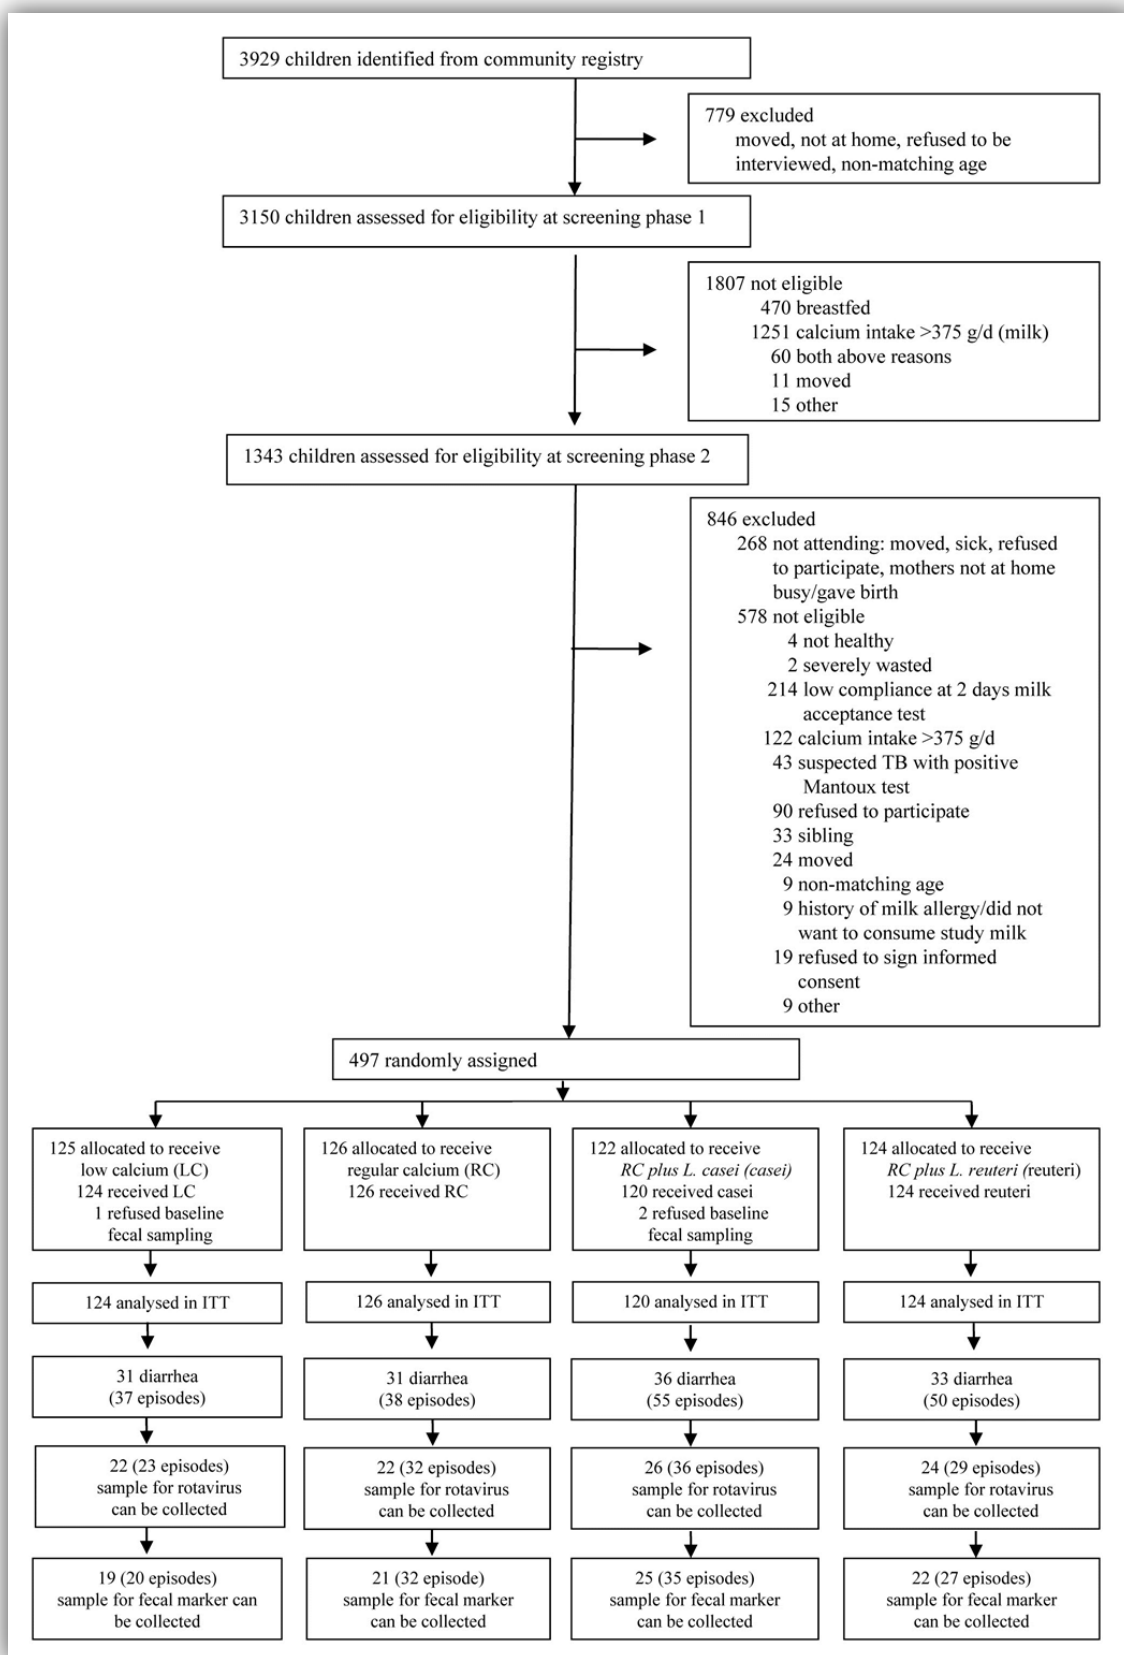 3929 children identified from community registry
779 excluded
moved, not at home, refused to be
interviewed, non-matching age
3150 children assessed for eligibility at screening phase 1
1807 not eligible
470 breastfed
1251 calcium intake >375 g/d (milk)
60 both above reasons
11 moved
15 other
1343 children assessed for eligibility at screening phase 2
846 excluded
268 not attending: moved, sick, refused
to participate, mothers not at home
busy/gave birth
578 not eligible
4 not healthy
2 severely wasted
214 low compliance at 2 days milk
acceptance test
122 calcium intake >375 g/d
43 suspected TB with positive
Mantoux test
90 refused to participate
33 sibling
24 moved
9 non-matching age
9 history of milk allergy/did not
want to consume study milk
19 refused to sign informed
consent
9 other
497 randomly assigned
125 allocated to receive
low calcium (LC)
124 received LC
1 refused baseline
fecal sampling
126 allocated to receive
regular calcium (RC)
126 received RC
122 allocated to receive
RC plus L. casei (casei)
120 received casei
2 refused baseline
fecal sampling
124 allocated to receive
RC plus L. reuteri (reuteri)
124 received reuteri
124 analysed in ITT
126 analysed in ITT
120 analysed in ITT
124 analysed in ITT
31 diarrhea
(37 episodes)
31 diarrhea
(38 episodes)
36 diarrhea
(55 episodes)
33 diarrhea
(50 episodes)
22 (23 episodes)
sample for rotavirus
can be collected
22 (32 episodes)
sample for rotavirus
can be collected
26 (36 episodes)
sample for rotavirus
can be collected
24 (29 episodes)
sample for rotavirus
can be collected
19 (20 episodes)
sample for fecal marker can
be collected
21 (32 episode)
sample for fecal marker
can be collected
25 (35 episodes)
sample for fecal marker
can be collected
22 (27 episodes)
sample for fecal marker
can be collected